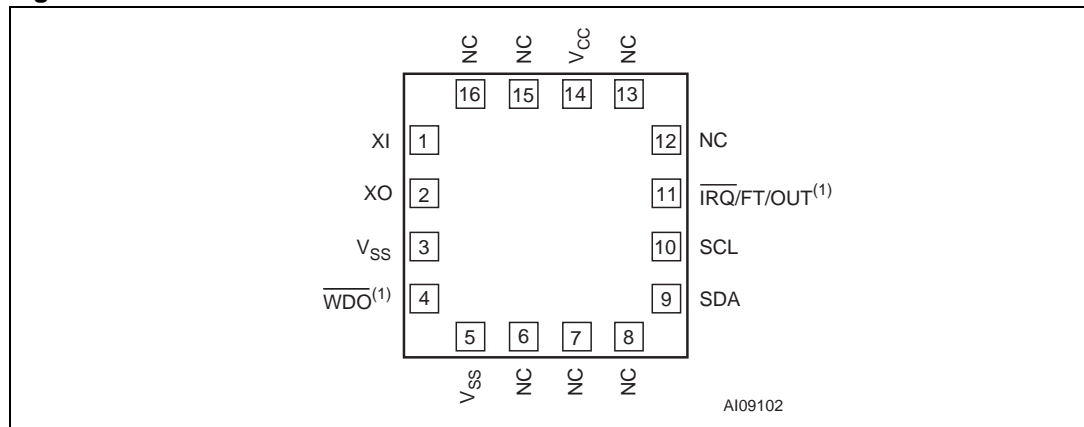 NC NC VCC NC
16 15 14 13
XI 1 12 NC
XO 2 11 IRQ/FT/OUT(1)
VSS 3 10 SCL
WDO(1) 4 9 SDA
5 6 7 8
VSS NC NC NC
AI09102